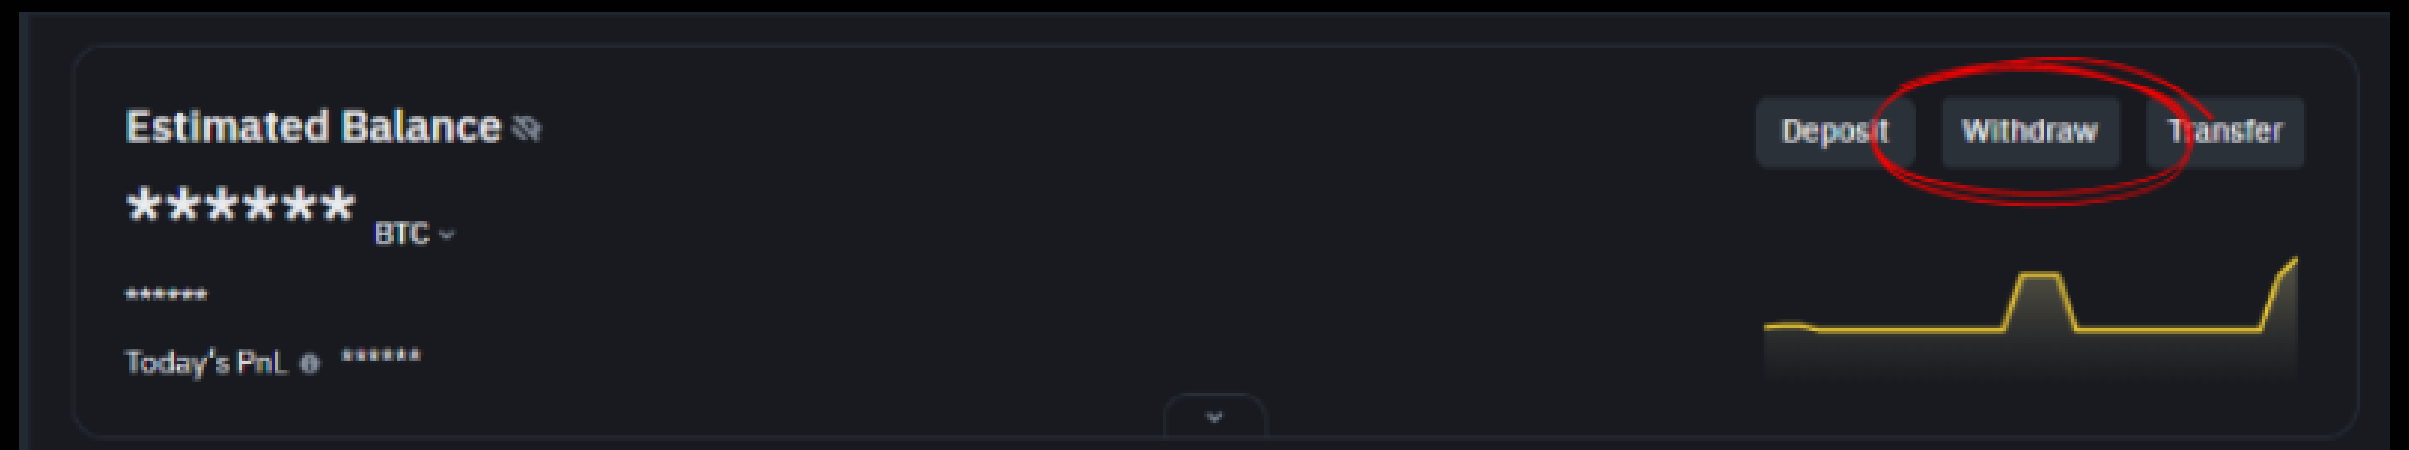 Estimated Balance
Deposit Withdraw Transfer
****** BTC
******
Today's PnL ******